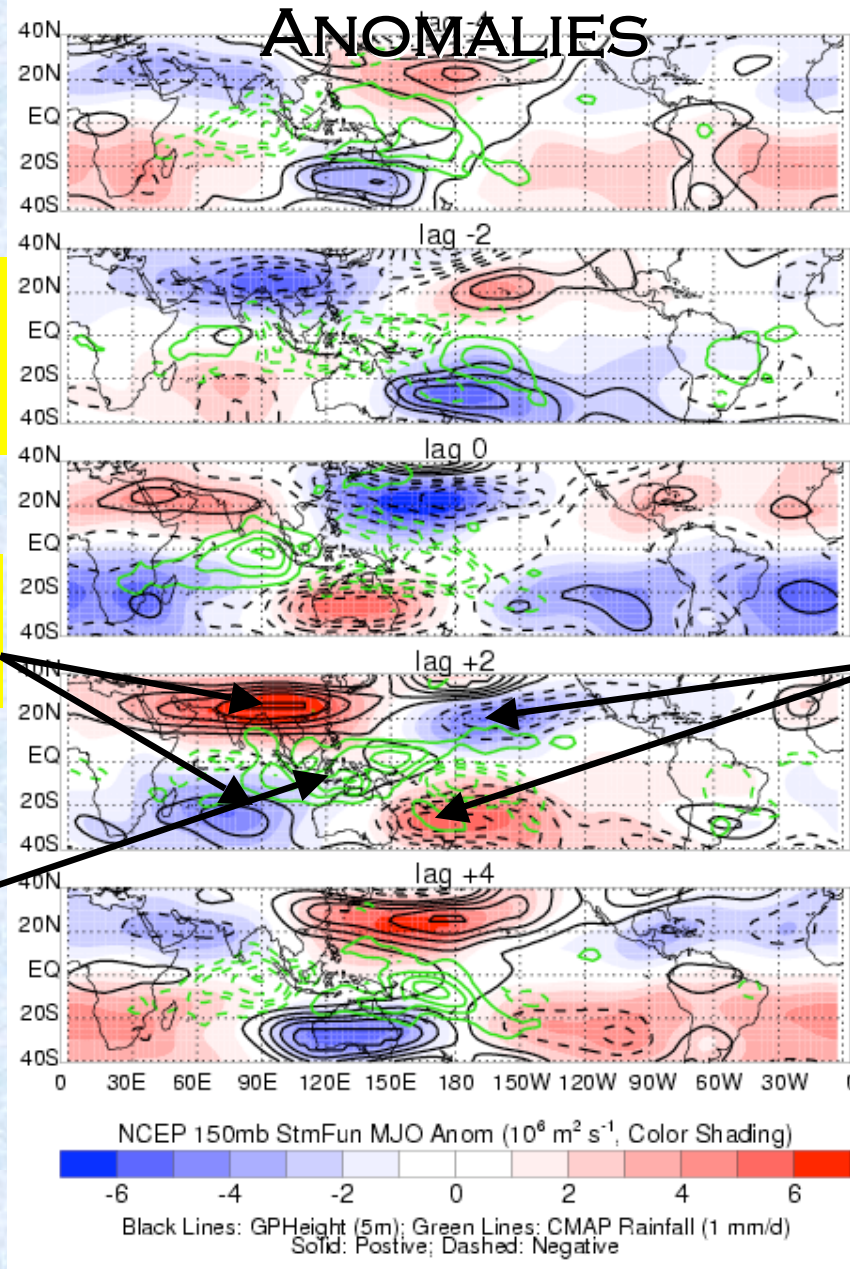 ANOMALIES
lag -4
40N
20N
EQ
20S
40S
lag -2
40N
20N
EQ
20S
40S
lag 0
40N
20N
EQ
20S
40S
lag +2
40N
20N
EQ
20S
40S
lag +4
40N
20N
EQ
20S
40S
0 30E 60E 90E 120E 150E 180 150W 120W 90W 60W 30W 0
NCEP 150mb StmFun MJO Anom (10⁶ m² s⁻¹, Color Shading)
-6 -4 -2 0 2 4 6
Black Lines: GPHeight (5m); Green Lines: CMAP Rainfall (1 mm/d)
Solid: Postive; Dashed: Negative